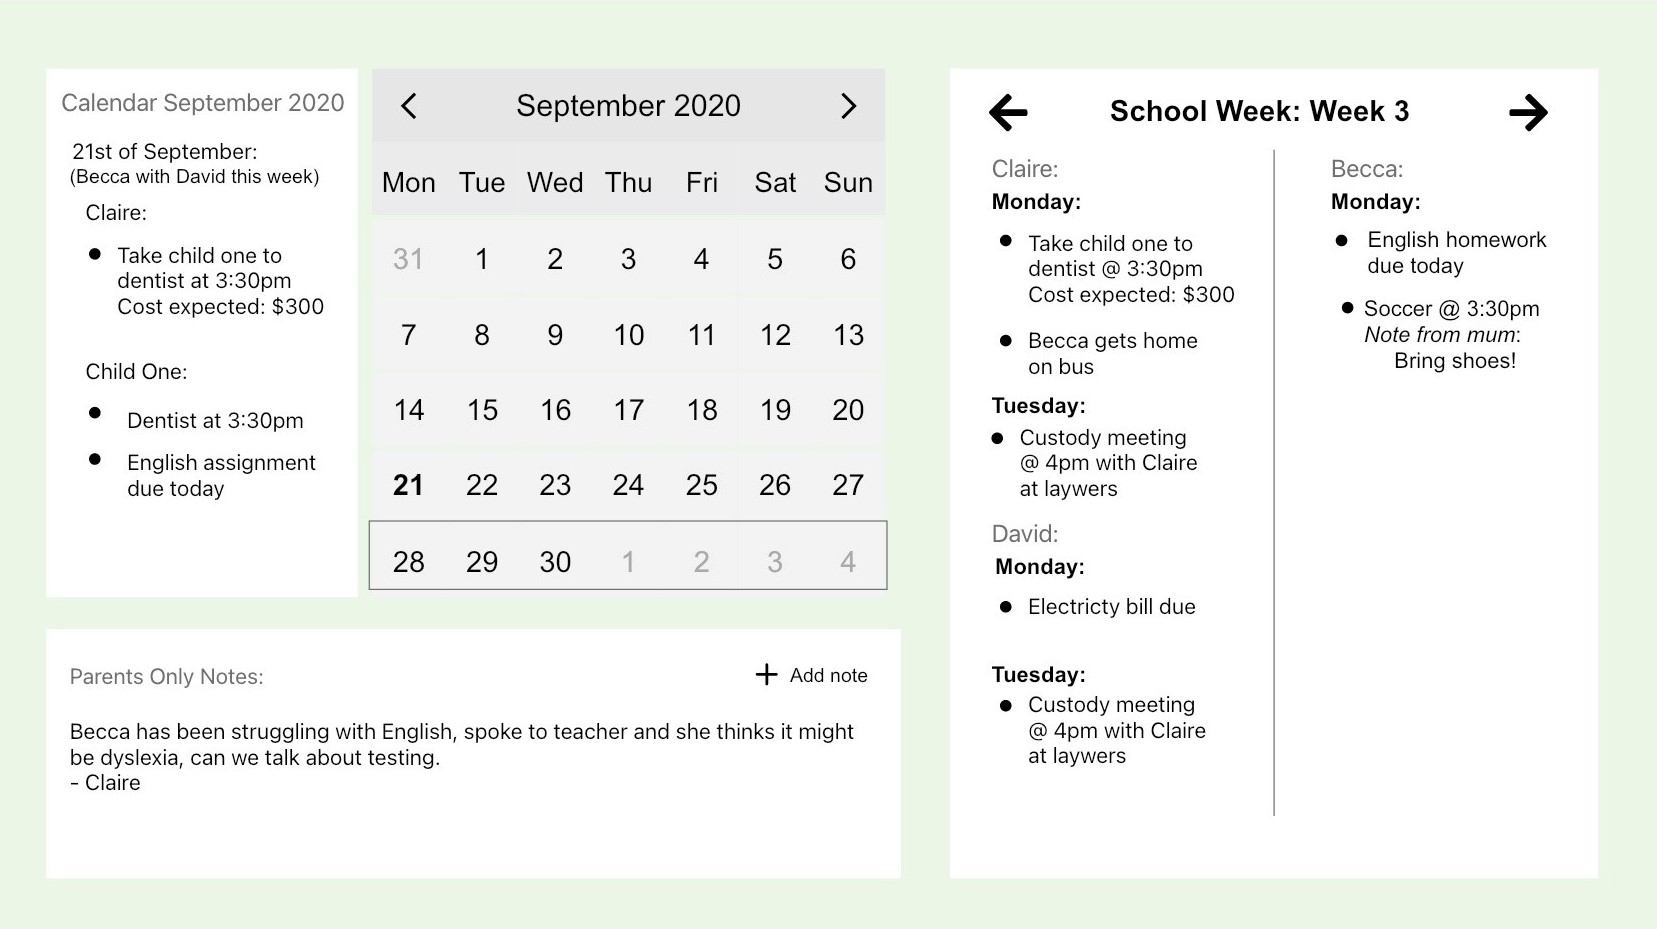 Calendar September 2020
21st of September:
(Becca with David this week)
Claire:
● Take child one to
dentist at 3:30pm
Cost expected: $300
Child One:
● Dentist at 3:30pm
● English assignment
due today
September 2020
Mon Tue Wed Thu Fri Sat Sun
31 1 2 3 4 5 6
7 8 9 10 11 12 13
14 15 16 17 18 19 20
21 22 23 24 25 26 27
28 29 30 1 2 3 4
Parents Only Notes:
+ Add note
Becca has been struggling with English, spoke to teacher and she thinks it might
be dyslexia, can we talk about testing.
- Claire
School Week: Week 3
Claire:
Monday:
● Take child one to
dentist @ 3:30pm
Cost expected: $300
● Becca gets home
on bus
Tuesday:
● Custody meeting
@ 4pm with Claire
at laywers
David:
Monday:
● Electricty bill due
Tuesday:
● Custody meeting
@ 4pm with Claire
at laywers
Becca:
Monday:
● English homework
due today
● Soccer @ 3:30pm
Note from mum:
Bring shoes!